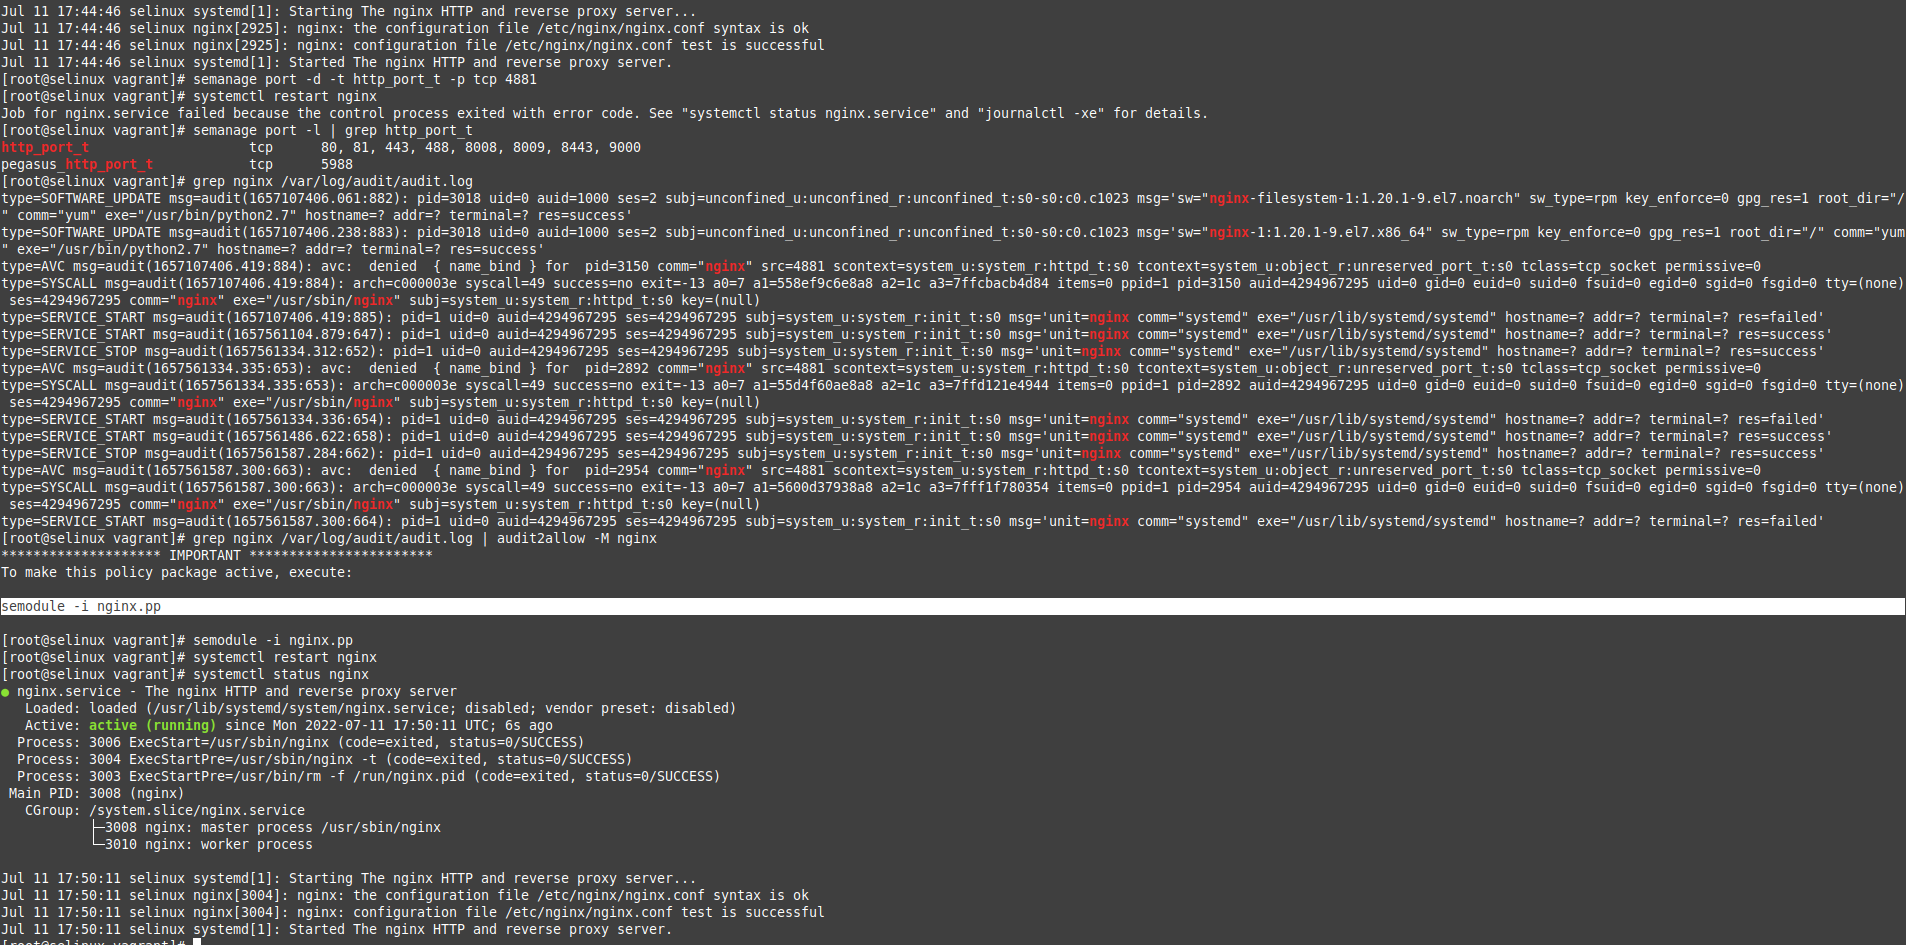 Jul 11 17:44:46 selinux systemd[1]: Starting The nginx HTTP and reverse proxy server...
Jul 11 17:44:46 selinux nginx[2925]: nginx: the configuration file /etc/nginx/nginx.conf syntax is ok
Jul 11 17:44:46 selinux nginx[2925]: nginx: configuration file /etc/nginx/nginx.conf test is successful
Jul 11 17:44:46 selinux systemd[1]: Started The nginx HTTP and reverse proxy server.
[root@selinux vagrant]# semanage port -d -t http_port_t -p tcp 4881
[root@selinux vagrant]# systemctl restart nginx
Job for nginx.service failed because the control process exited with error code. See "systemctl status nginx.service" and "journalctl -xe" for details.
[root@selinux vagrant]# semanage port -l | grep http_port_t
http_port_t                    tcp      80, 81, 443, 488, 8008, 8009, 8443, 9000
pegasus_http_port_t            tcp      5988
[root@selinux vagrant]# grep nginx /var/log/audit/audit.log
type=SOFTWARE_UPDATE msg=audit(1657107406.061:882): pid=3018 uid=0 auid=1000 ses=2 subj=unconfined_u:unconfined_r:unconfined_t:s0-s0:c0.c1023 msg='sw="nginx-filesystem-1:1.20.1-9.el7.noarch" sw_type=rpm key_enforce=0 gpg_res=1 root_dir="/
" comm="yum" exe="/usr/bin/python2.7" hostname=? addr=? terminal=? res=success'
type=SOFTWARE_UPDATE msg=audit(1657107406.238:883): pid=3018 uid=0 auid=1000 ses=2 subj=unconfined_u:unconfined_r:unconfined_t:s0-s0:c0.c1023 msg='sw="nginx-1:1.20.1-9.el7.x86_64" sw_type=rpm key_enforce=0 gpg_res=1 root_dir="/" comm="yum
" exe="/usr/bin/python2.7" hostname=? addr=? terminal=? res=success'
type=AVC msg=audit(1657107406.419:884): avc:  denied  { name_bind } for  pid=3150 comm="nginx" src=4881 scontext=system_u:system_r:httpd_t:s0 tcontext=system_u:object_r:unreserved_port_t:s0 tclass=tcp_socket permissive=0
type=SYSCALL msg=audit(1657107406.419:884): arch=c000003e syscall=49 success=no exit=-13 a0=7 a1=558ef9c6e8a8 a2=1c a3=7ffcbacb4d84 items=0 ppid=1 pid=3150 auid=4294967295 uid=0 gid=0 euid=0 suid=0 fsuid=0 egid=0 sgid=0 fsgid=0 tty=(none)
 ses=4294967295 comm="nginx" exe="/usr/sbin/nginx" subj=system_u:system_r:httpd_t:s0 key=(null)
type=SERVICE_START msg=audit(1657107406.419:885): pid=1 uid=0 auid=4294967295 ses=4294967295 subj=system_u:system_r:init_t:s0 msg='unit=nginx comm="systemd" exe="/usr/lib/systemd/systemd" hostname=? addr=? terminal=? res=failed'
type=SERVICE_START msg=audit(1657561104.879:647): pid=1 uid=0 auid=4294967295 ses=4294967295 subj=system_u:system_r:init_t:s0 msg='unit=nginx comm="systemd" exe="/usr/lib/systemd/systemd" hostname=? addr=? terminal=? res=success'
type=SERVICE_STOP msg=audit(1657561334.312:652): pid=1 uid=0 auid=4294967295 ses=4294967295 subj=system_u:system_r:init_t:s0 msg='unit=nginx comm="systemd" exe="/usr/lib/systemd/systemd" hostname=? addr=? terminal=? res=success'
type=AVC msg=audit(1657561334.335:653): avc:  denied  { name_bind } for  pid=2892 comm="nginx" src=4881 scontext=system_u:system_r:httpd_t:s0 tcontext=system_u:object_r:unreserved_port_t:s0 tclass=tcp_socket permissive=0
type=SYSCALL msg=audit(1657561334.335:653): arch=c000003e syscall=49 success=no exit=-13 a0=7 a1=55d4f60ae8a8 a2=1c a3=7ffd121e4944 items=0 ppid=1 pid=2892 auid=4294967295 uid=0 gid=0 euid=0 suid=0 fsuid=0 egid=0 sgid=0 fsgid=0 tty=(none)
 ses=4294967295 comm="nginx" exe="/usr/sbin/nginx" subj=system_u:system_r:httpd_t:s0 key=(null)
type=SERVICE_START msg=audit(1657561334.336:654): pid=1 uid=0 auid=4294967295 ses=4294967295 subj=system_u:system_r:init_t:s0 msg='unit=nginx comm="systemd" exe="/usr/lib/systemd/systemd" hostname=? addr=? terminal=? res=failed'
type=SERVICE_START msg=audit(1657561486.622:658): pid=1 uid=0 auid=4294967295 ses=4294967295 subj=system_u:system_r:init_t:s0 msg='unit=nginx comm="systemd" exe="/usr/lib/systemd/systemd" hostname=? addr=? terminal=? res=success'
type=SERVICE_STOP msg=audit(1657561587.284:662): pid=1 uid=0 auid=4294967295 ses=4294967295 subj=system_u:system_r:init_t:s0 msg='unit=nginx comm="systemd" exe="/usr/lib/systemd/systemd" hostname=? addr=? terminal=? res=success'
type=AVC msg=audit(1657561587.300:663): avc:  denied  { name_bind } for  pid=2954 comm="nginx" src=4881 scontext=system_u:system_r:httpd_t:s0 tcontext=system_u:object_r:unreserved_port_t:s0 tclass=tcp_socket permissive=0
type=SYSCALL msg=audit(1657561587.300:663): arch=c000003e syscall=49 success=no exit=-13 a0=7 a1=5600d37938a8 a2=1c a3=7fff1f780354 items=0 ppid=1 pid=2954 auid=4294967295 uid=0 gid=0 euid=0 suid=0 fsuid=0 egid=0 sgid=0 fsgid=0 tty=(none)
 ses=4294967295 comm="nginx" exe="/usr/sbin/nginx" subj=system_u:system_r:httpd_t:s0 key=(null)
type=SERVICE_START msg=audit(1657561587.300:664): pid=1 uid=0 auid=4294967295 ses=4294967295 subj=system_u:system_r:init_t:s0 msg='unit=nginx comm="systemd" exe="/usr/lib/systemd/systemd" hostname=? addr=? terminal=? res=failed'
[root@selinux vagrant]# grep nginx /var/log/audit/audit.log | audit2allow -M nginx
******************** IMPORTANT ***********************
To make this policy package active, execute:
semodule -i nginx.pp
[root@selinux vagrant]# semodule -i nginx.pp
[root@selinux vagrant]# systemctl restart nginx
[root@selinux vagrant]# systemctl status nginx
● nginx.service - The nginx HTTP and reverse proxy server
   Loaded: loaded (/usr/lib/systemd/system/nginx.service; disabled; vendor preset: disabled)
   Active: active (running) since Mon 2022-07-11 17:50:11 UTC; 6s ago
  Process: 3006 ExecStart=/usr/sbin/nginx (code=exited, status=0/SUCCESS)
  Process: 3004 ExecStartPre=/usr/sbin/nginx -t (code=exited, status=0/SUCCESS)
  Process: 3003 ExecStartPre=/usr/bin/rm -f /run/nginx.pid (code=exited, status=0/SUCCESS)
 Main PID: 3008 (nginx)
   CGroup: /system.slice/nginx.service
           ├─3008 nginx: master process /usr/sbin/nginx
           └─3010 nginx: worker process
Jul 11 17:50:11 selinux systemd[1]: Starting The nginx HTTP and reverse proxy server...
Jul 11 17:50:11 selinux nginx[3004]: nginx: the configuration file /etc/nginx/nginx.conf syntax is ok
Jul 11 17:50:11 selinux nginx[3004]: nginx: configuration file /etc/nginx/nginx.conf test is successful
Jul 11 17:50:11 selinux systemd[1]: Started The nginx HTTP and reverse proxy server.
[root@selinux vagrant]#